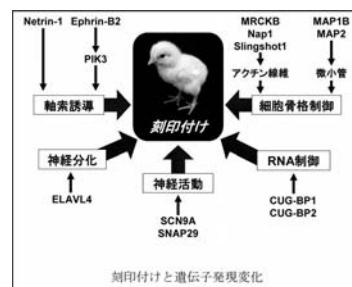 Netrin-1
Ephrin-B2
PIK3
軸索誘導
MRCKB
Nap1
Slingshot1
アクチン線維
MAP1B
MAP2
微小管
細胞骨格制御
刻印付け
神経分化
ELAVL4
神経活動
SCN9A
SNAP29
RNA制御
CUG-BP1
CUG-BP2
刻印付けと遺伝子発現変化